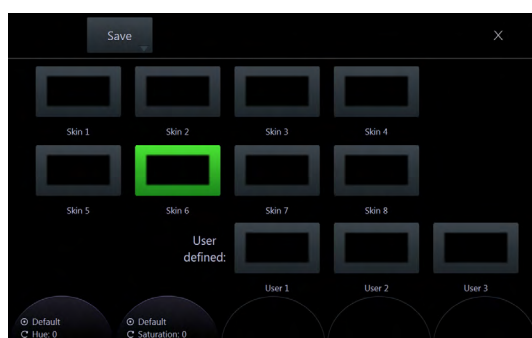 Save
X
Skin 1 Skin 2 Skin 3 Skin 4
Skin 5 Skin 6 Skin 7 Skin 8
User
defined:
User 1 User 2 User 3
Default Default
Hue: 0 Saturation: 0